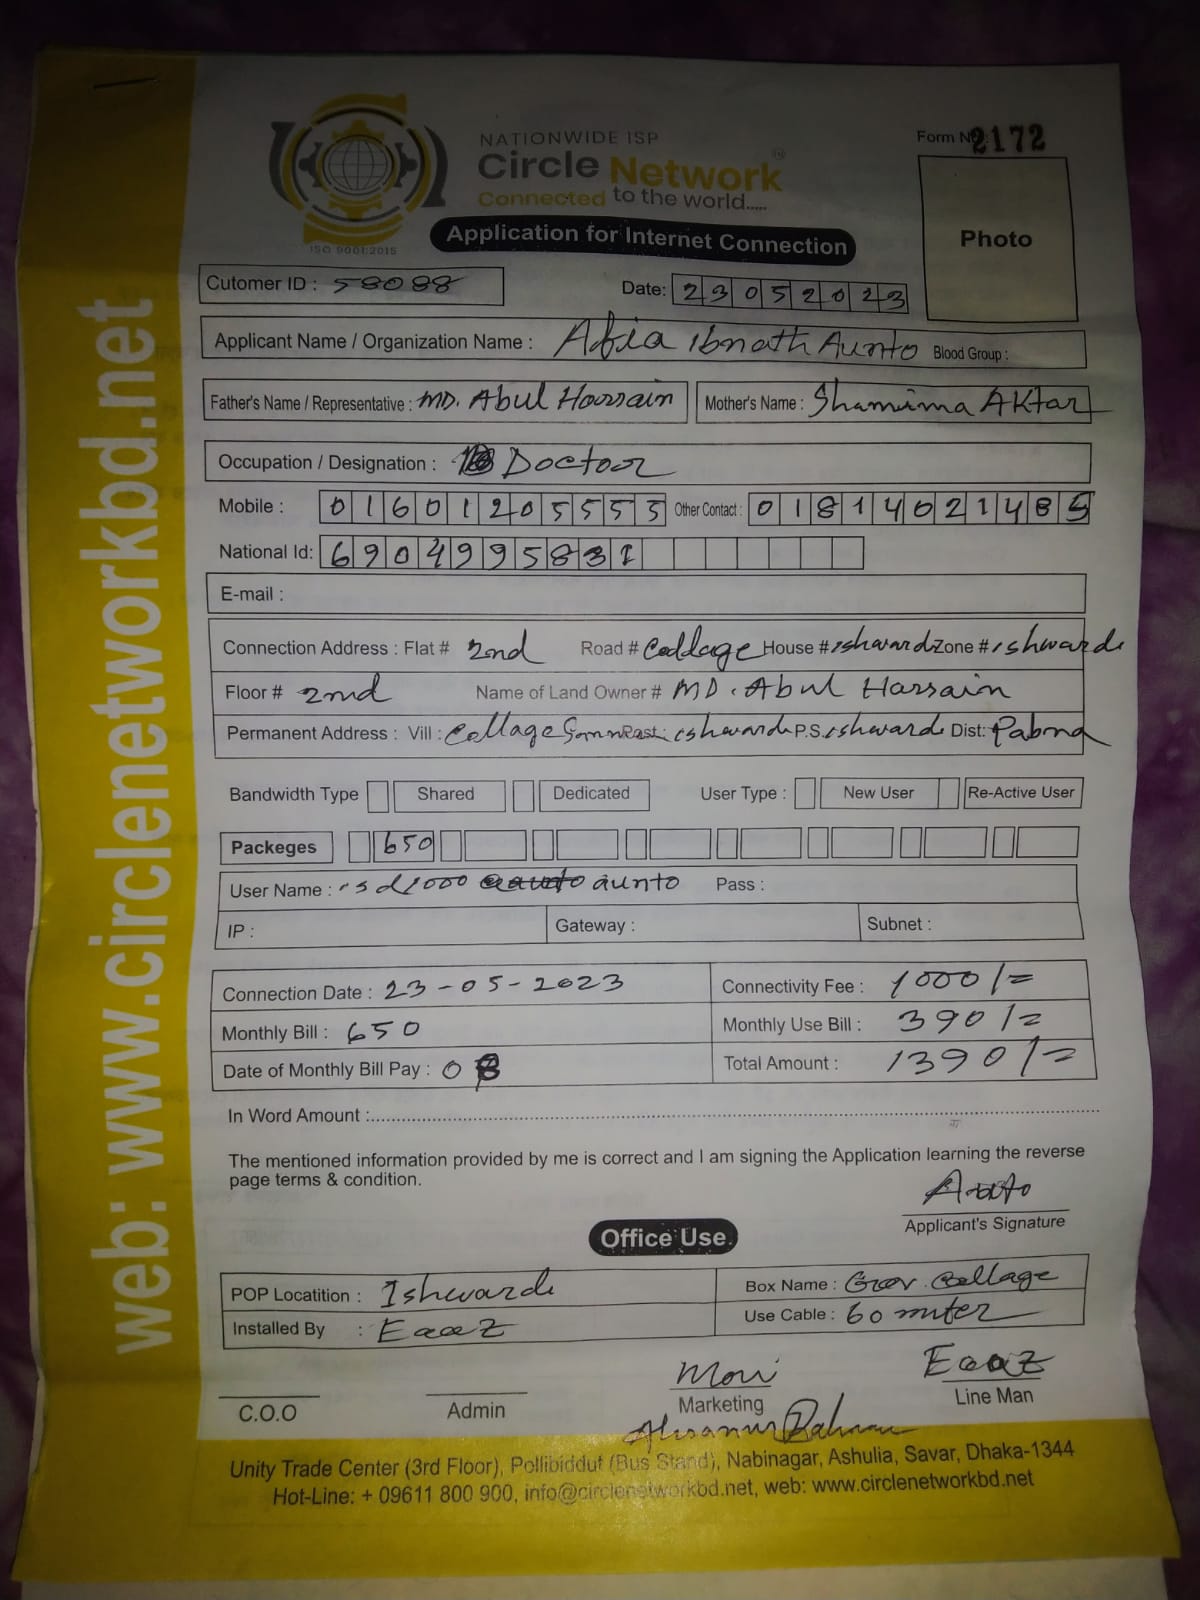 NATIONWIDE ISP
Circle Network
Connected to the world.....
ISO 9001:2015
Form No 2172
Application for Internet Connection
Photo
Cutomer ID : 58088
Date: 23052023
Applicant Name / Organization Name : Afia ibnath Aunto Blood Group :
Father's Name / Representative : MD. Abul Hossain Mother's Name : Shamima Aktar
Occupation / Designation : Doctoor
Mobile : 01601205555 Other Contact : 01814021485
National Id: 6904995831
E-mail :
Connection Address : Flat # 2nd Road # Collage House # ishwardi Zone # ishwardi
Floor # 2nd Name of Land Owner # MD. Abul Hassain
Permanent Address : Vill : Collage Post: ishwardi P.S. ishwardi Dist: Pabna
Bandwidth Type Shared Dedicated User Type : New User Re-Active User
Packeges 650
User Name : isd1000 aunto Pass :
IP : Gateway : Subnet :
Connection Date : 23-05-2023 Connectivity Fee : 1000/=
Monthly Bill : 650 Monthly Use Bill : 390/=
Date of Monthly Bill Pay : 08 Total Amount : 1390/=
In Word Amount :
The mentioned information provided by me is correct and I am signing the Application learning the reverse
page terms & condition.
Aunto
Applicant's Signature
Office Use
POP Locatition : Ishwardi Box Name : Gov. Collage
Installed By : Eaaz Use Cable : 60 miter
Moni Eaaz
C.O.O Admin Marketing Line Man
Ahsanur Rahman
Unity Trade Center (3rd Floor), Pollibiddut (Bus Stand), Nabinagar, Ashulia, Savar, Dhaka-1344
Hot-Line: + 09611 800 900, info@circlenetworkbd.net, web: www.circlenetworkbd.net
web: www.circlenetworkbd.net